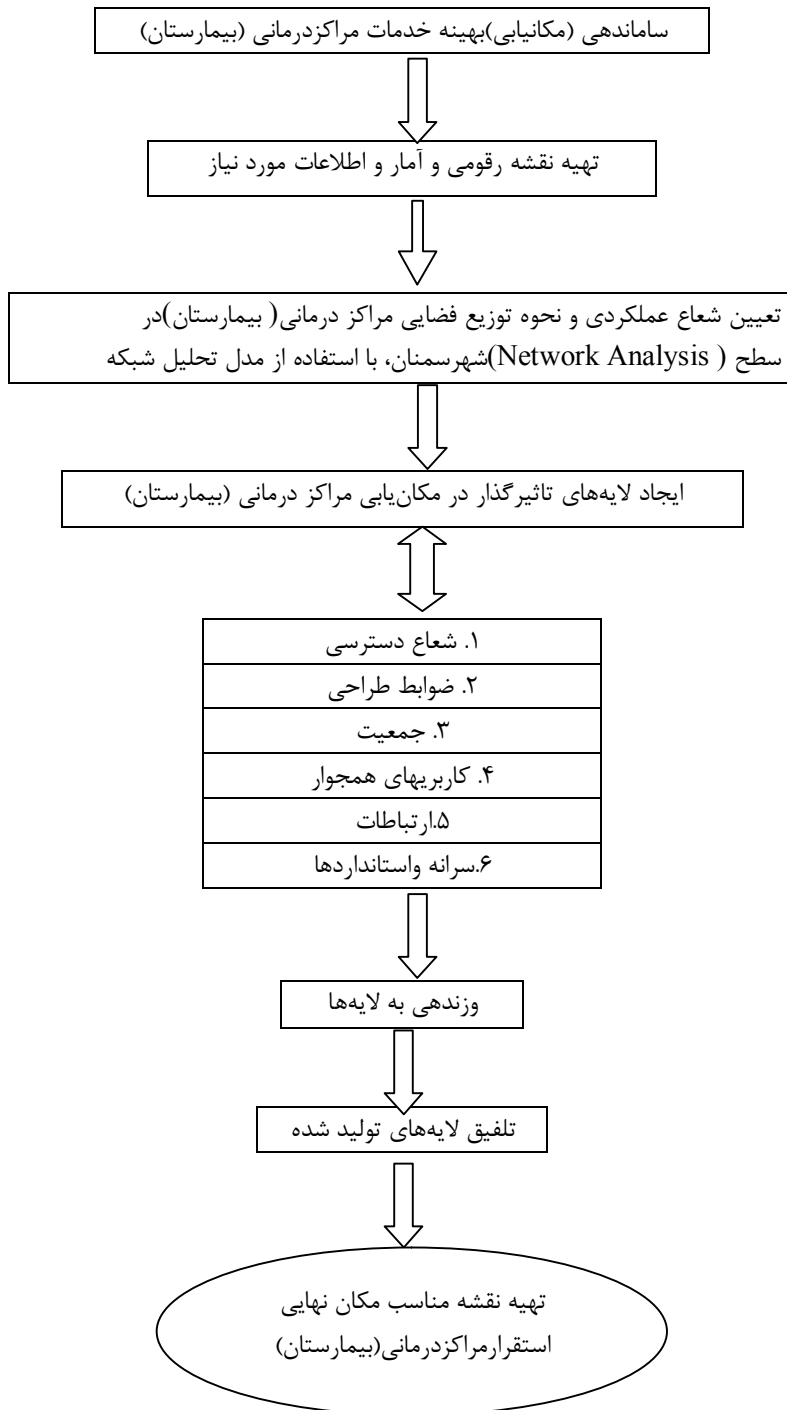 ساماندهی (مکانیابی)بهینه خدمات مراکزدرمانی (بیمارستان)
تهیه نقشه رقومی و آمار و اطلاعات مورد نیاز
تعیین شعاع عملکردی و نحوه توزیع فضایی مراکز درمانی( بیمارستان)در
سطح ( Network Analysis)شهرسمنان، با استفاده از مدل تحلیل شبکه
ایجاد لایه‌های تاثیرگذار در مکان‌یابی مراکز درمانی (بیمارستان)
۱. شعاع دسترسی
۲. ضوابط طراحی
۳. جمعیت
۴. کاربریهای همجوار
۵.ارتباطات
۶.سرانه واستانداردها
وزندهی به لایه‌ها
تلفیق لایه‌های تولید شده
تهیه نقشه مناسب مکان نهایی
استقرارمراکزدرمانی(بیمارستان)